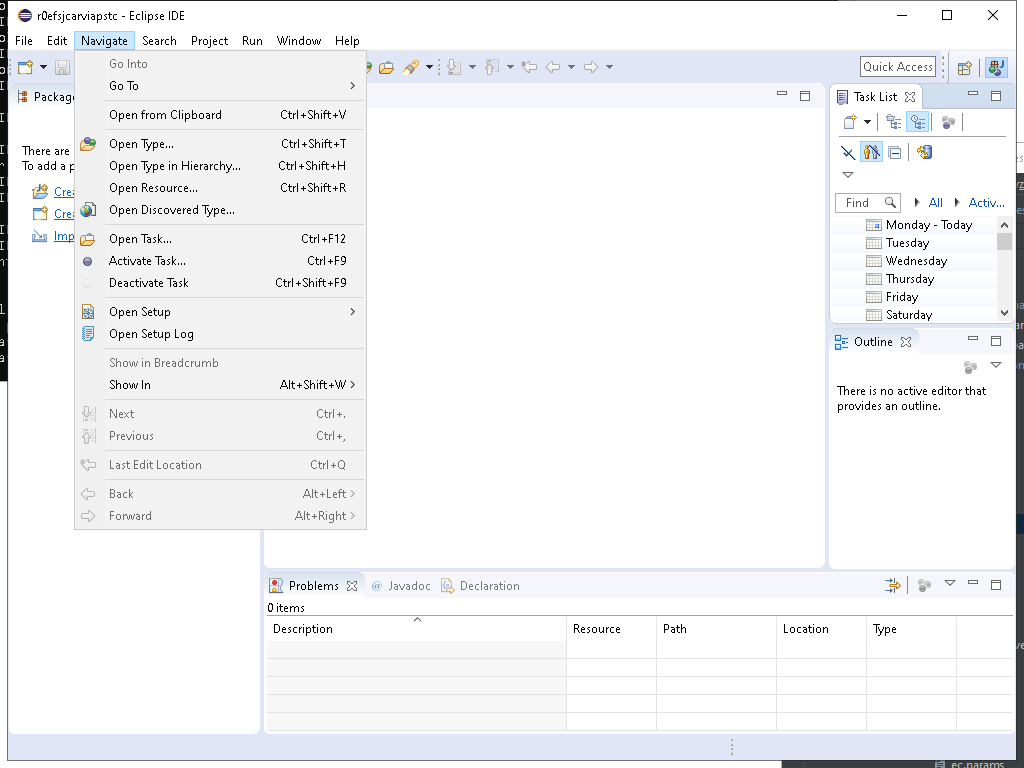 r0efsjcarviapstc - Eclipse IDE
File Edit Navigate Search Project Run Window Help
Quick Access
Go Into
Go To
Open from Clipboard Ctrl+Shift+V
Open Type... Ctrl+Shift+T
Open Type in Hierarchy... Ctrl+Shift+H
Open Resource... Ctrl+Shift+R
Open Discovered Type...
Open Task... Ctrl+F12
Activate Task... Ctrl+F9
Deactivate Task Ctrl+Shift+F9
Open Setup
Open Setup Log
Show in Breadcrumb
Show In Alt+Shift+W
Next Ctrl+.
Previous Ctrl+,
Last Edit Location Ctrl+Q
Back Alt+Left
Forward Alt+Right
Package
There are
To add a p
Crea
Crea
Imp
Task List
Find All Activ...
Monday - Today
Tuesday
Wednesday
Thursday
Friday
Saturday
Outline
There is no active editor that
provides an outline.
Problems @ Javadoc Declaration
0 items
Description Resource Path Location Type
ec.params